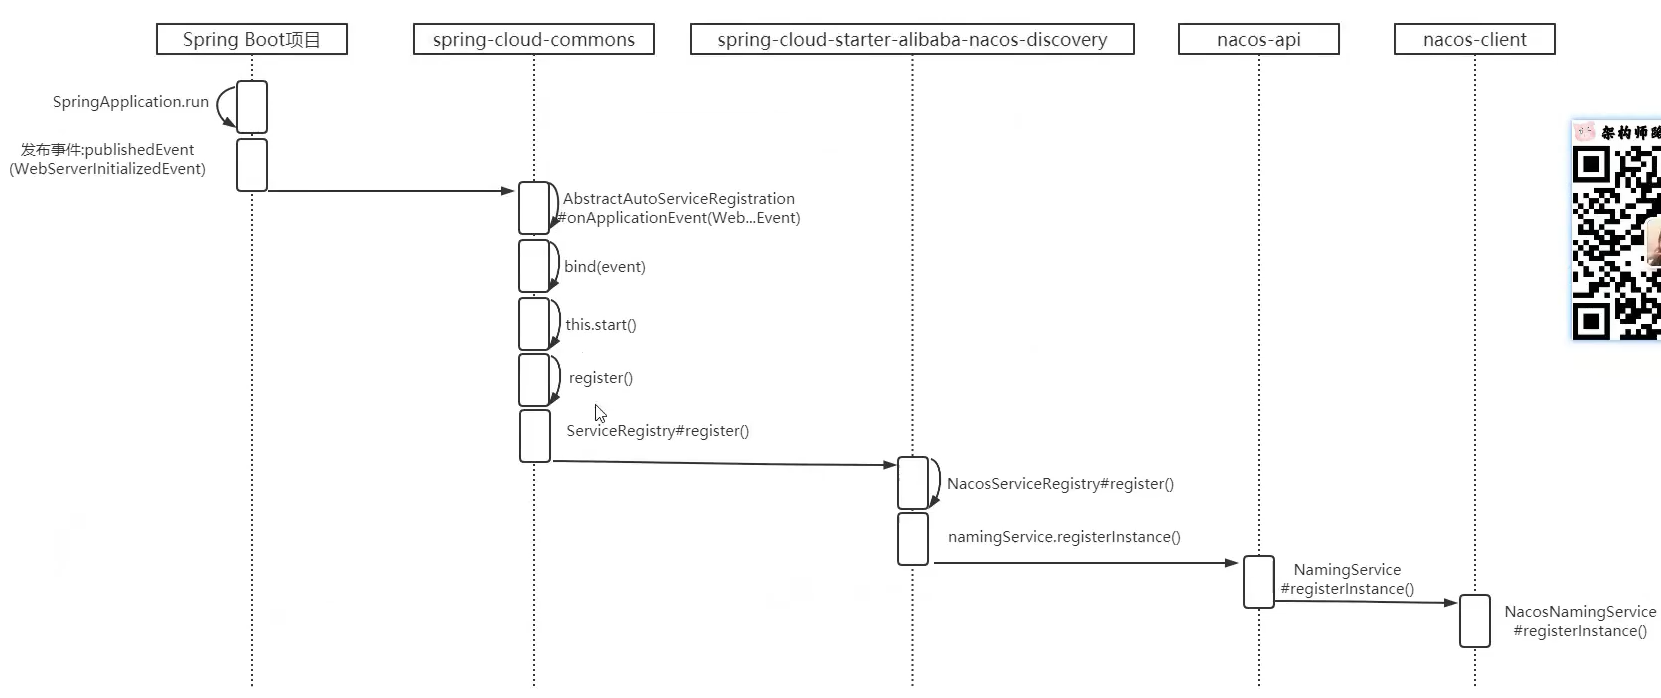 Spring Boot项目
spring-cloud-commons
spring-cloud-starter-alibaba-nacos-discovery
nacos-api
nacos-client
SpringApplication.run
发布事件:publishedEvent
(WebServerInitializedEvent)
AbstractAutoServiceRegistration
#onApplicationEvent(Web...Event)
bind(event)
this.start()
register()
ServiceRegistry#register()
NacosServiceRegistry#register()
namingService.registerInstance()
NamingService
#registerInstance()
NacosNamingService
#registerInstance()
架构师